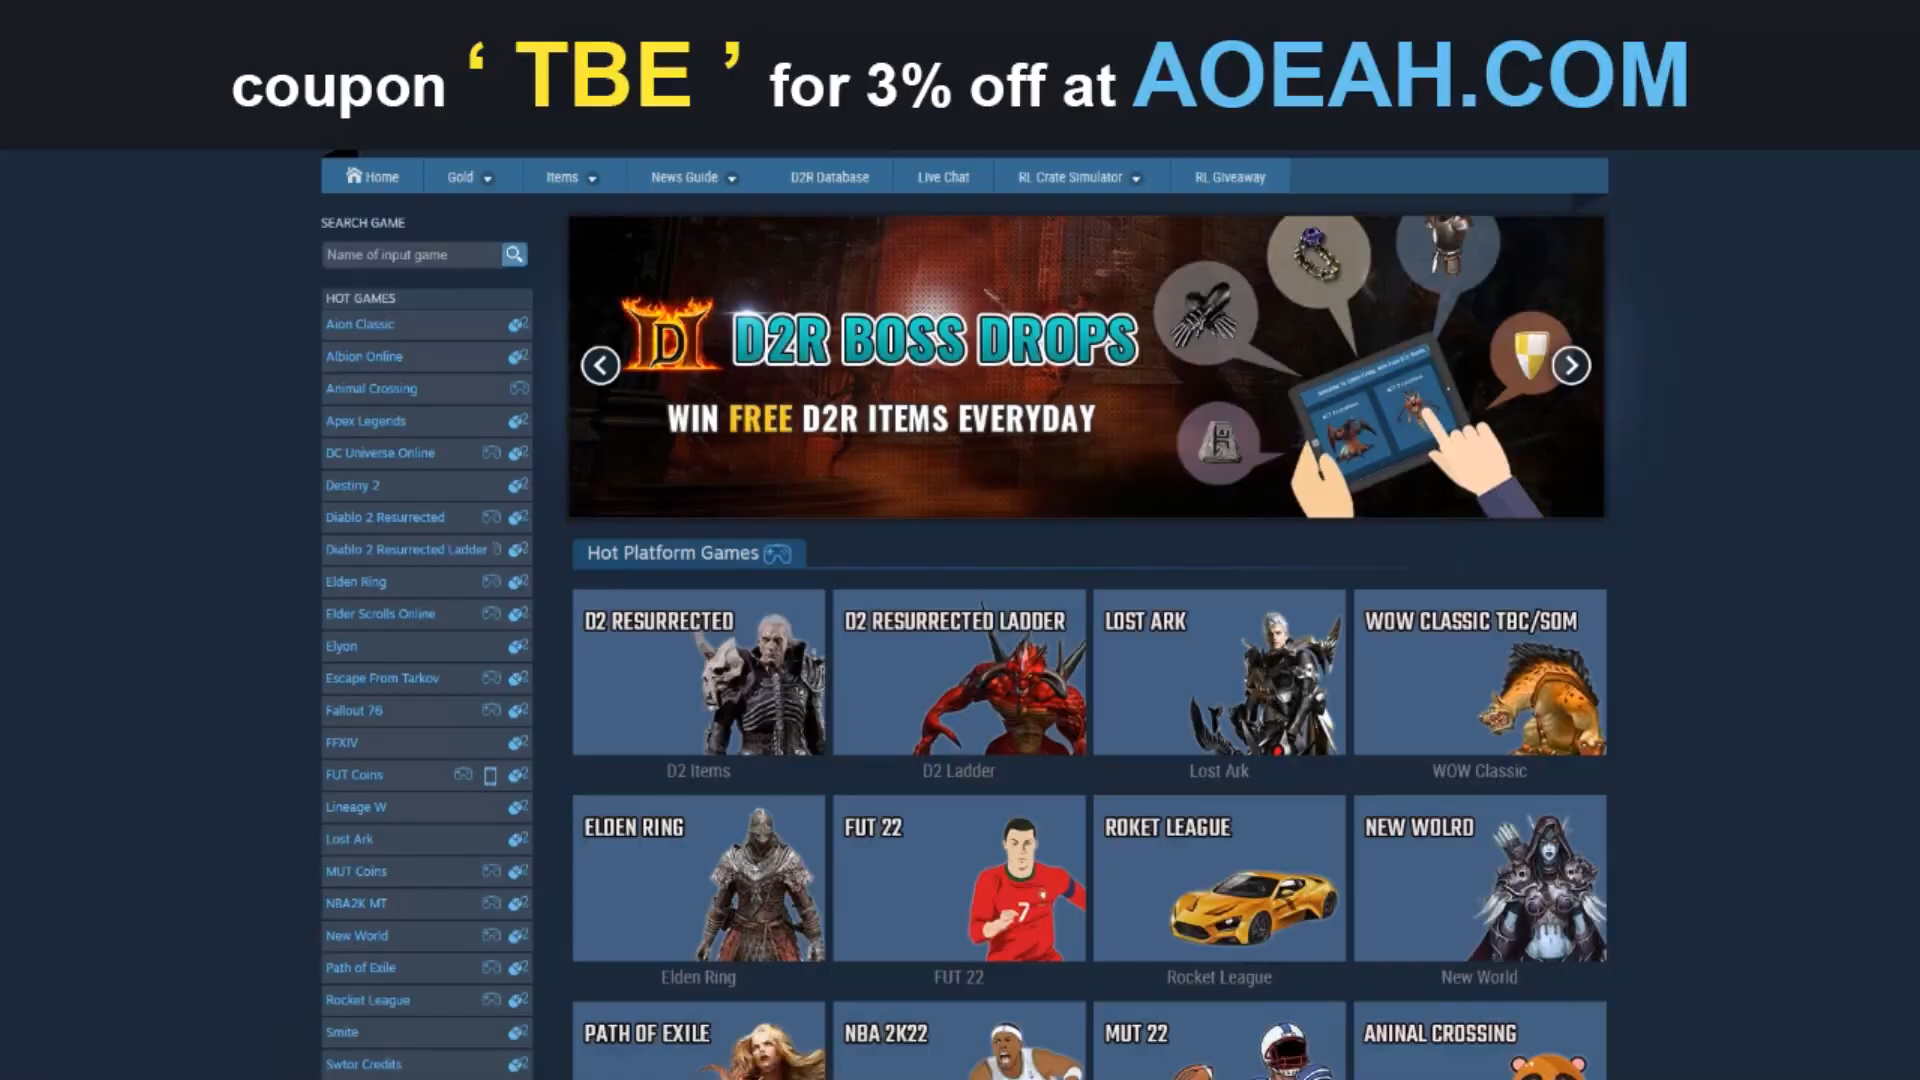 coupon ‘ TBE ’ for 3% off at AOEAH.COM
Home Gold Items News Guide D2R Database Live Chat RL Crate Simulator RL Giveaway
SEARCH GAME
Name of input game
HOT GAMES
Aion Classic
Albion Online
Animal Crossing
Apex Legends
DC Universe Online
Destiny 2
Diablo 2 Resurrected
Diablo 2 Resurrected Ladder
Elden Ring
Elder Scrolls Online
Elyon
Escape From Tarkov
Fallout 76
FFXIV
FUT Coins
Lineage W
Lost Ark
MUT Coins
NBA2K MT
New World
Path of Exile
Rocket League
Smite
Swtor Credits
D2R BOSS DROPS
WIN FREE D2R ITEMS EVERYDAY
Hot Platform Games
D2 RESURRECTED
D2 RESURRECTED LADDER
LOST ARK
WOW CLASSIC TBC/SOM
D2 Items
D2 Ladder
Lost Ark
WOW Classic
ELDEN RING
FUT 22
ROKET LEAGUE
NEW WOLRD
7
Elden Ring
FUT 22
Rocket League
New World
PATH OF EXILE
NBA 2K22
MUT 22
ANINAL CROSSING